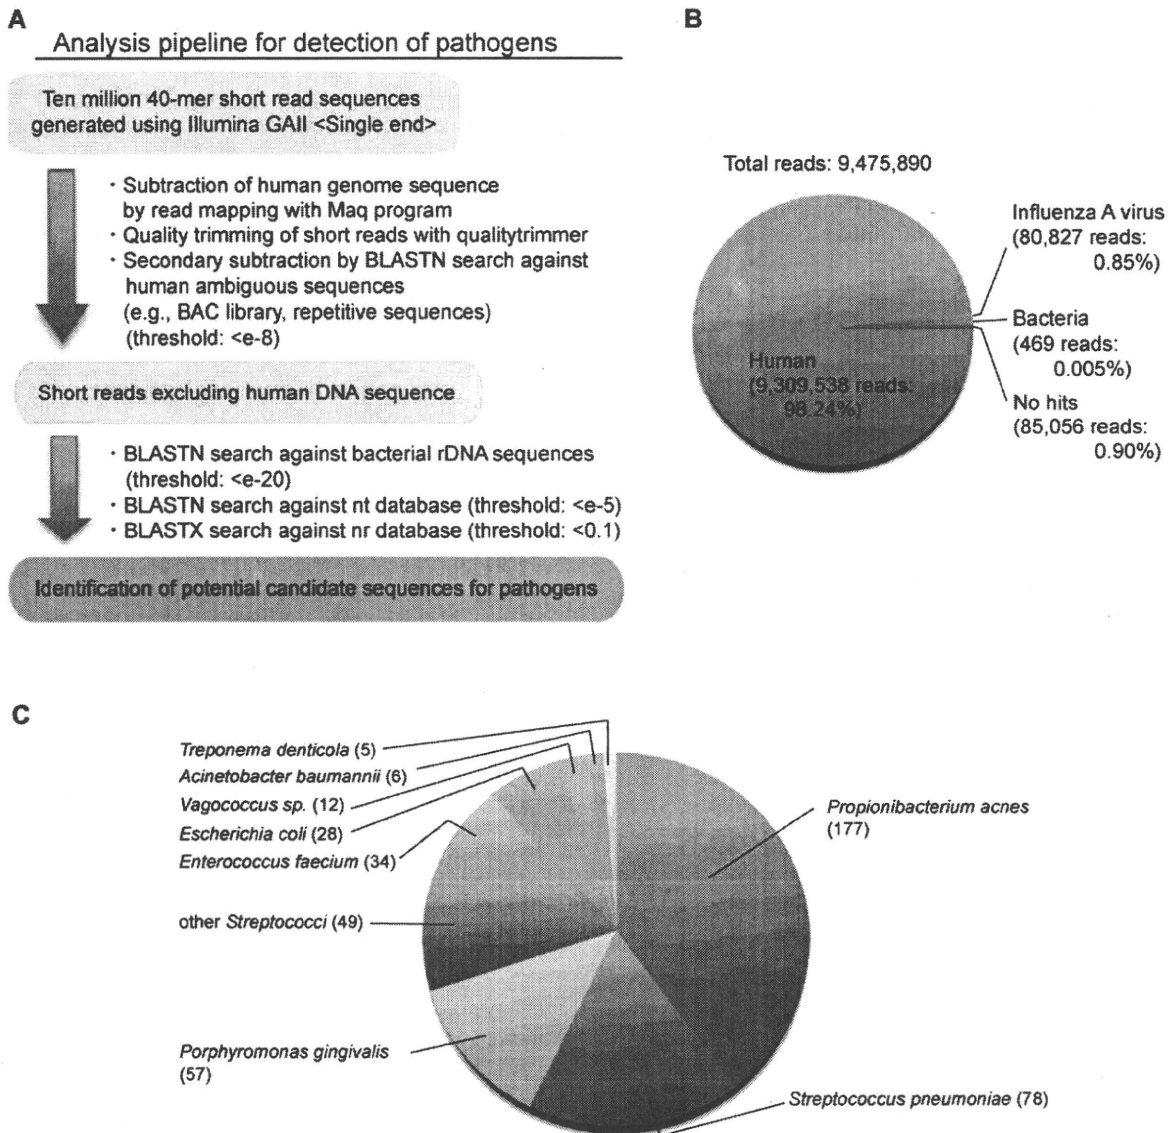 A
Analysis pipeline for detection of pathogens
Ten million 40-mer short read sequences
generated using Illumina GAII <Single end>
・Subtraction of human genome sequence
by read mapping with Maq program
・Quality trimming of short reads with qualitytrimmer
・Secondary subtraction by BLASTN search against
human ambiguous sequences
(e.g., BAC library, repetitive sequences)
(threshold: <e-8)
Short reads excluding human DNA sequence
・BLASTN search against bacterial rDNA sequences
(threshold: <e-20)
・BLASTN search against nt database (threshold: <e-5)
・BLASTX search against nr database (threshold: <0.1)
Identification of potential candidate sequences for pathogens
B
Total reads: 9,475,890
Influenza A virus
(80,827 reads:
0.85%)
Bacteria
(469 reads:
0.005%)
No hits
(85,056 reads:
0.90%)
Human
(9,309,538 reads:
98.24%)
C
Treponema denticola (5)
Acinetobacter baumannii (6)
Vagococcus sp. (12)
Escherichia coli (28)
Enterococcus faecium (34)
other Streptococci (49)
Porphyromonas gingivalis
(57)
Propionibacterium acnes
(177)
Streptococcus pneumoniae (78)